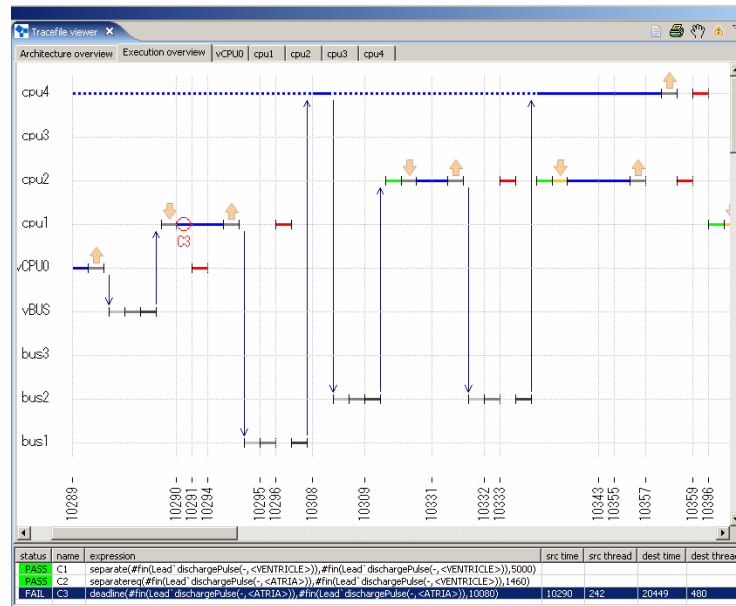 Tracefile viewer
Architecture overview Execution overview vCPU0 cpu1 cpu2 cpu3 cpu4
cpu4
cpu3
cpu2
cpu1
C3
vCPU0
vBUS
bus3
bus2
bus1
10289 10290 10291 10294 10295 10296 10308 10309 10331 10332 10333 10343 10355 10357 10359 10396
status name expression src time src thread dest time dest thread
PASS C1 separate(#fin(Lead`dischargePulse(-,<VENTRICLE>)),#fin(Lead`dischargePulse(-,<VENTRICLE>)),5000)
PASS C2 separatereq(#fin(Lead`dischargePulse(-,<ATRIA>)),#fin(Lead`dischargePulse(-,<VENTRICLE>)),1460)
FAIL C3 deadline(#fin(Lead`dischargePulse(-,<ATRIA>)),#fin(Lead`dischargePulse(-,<ATRIA>)),10080) 10290 242 20449 480